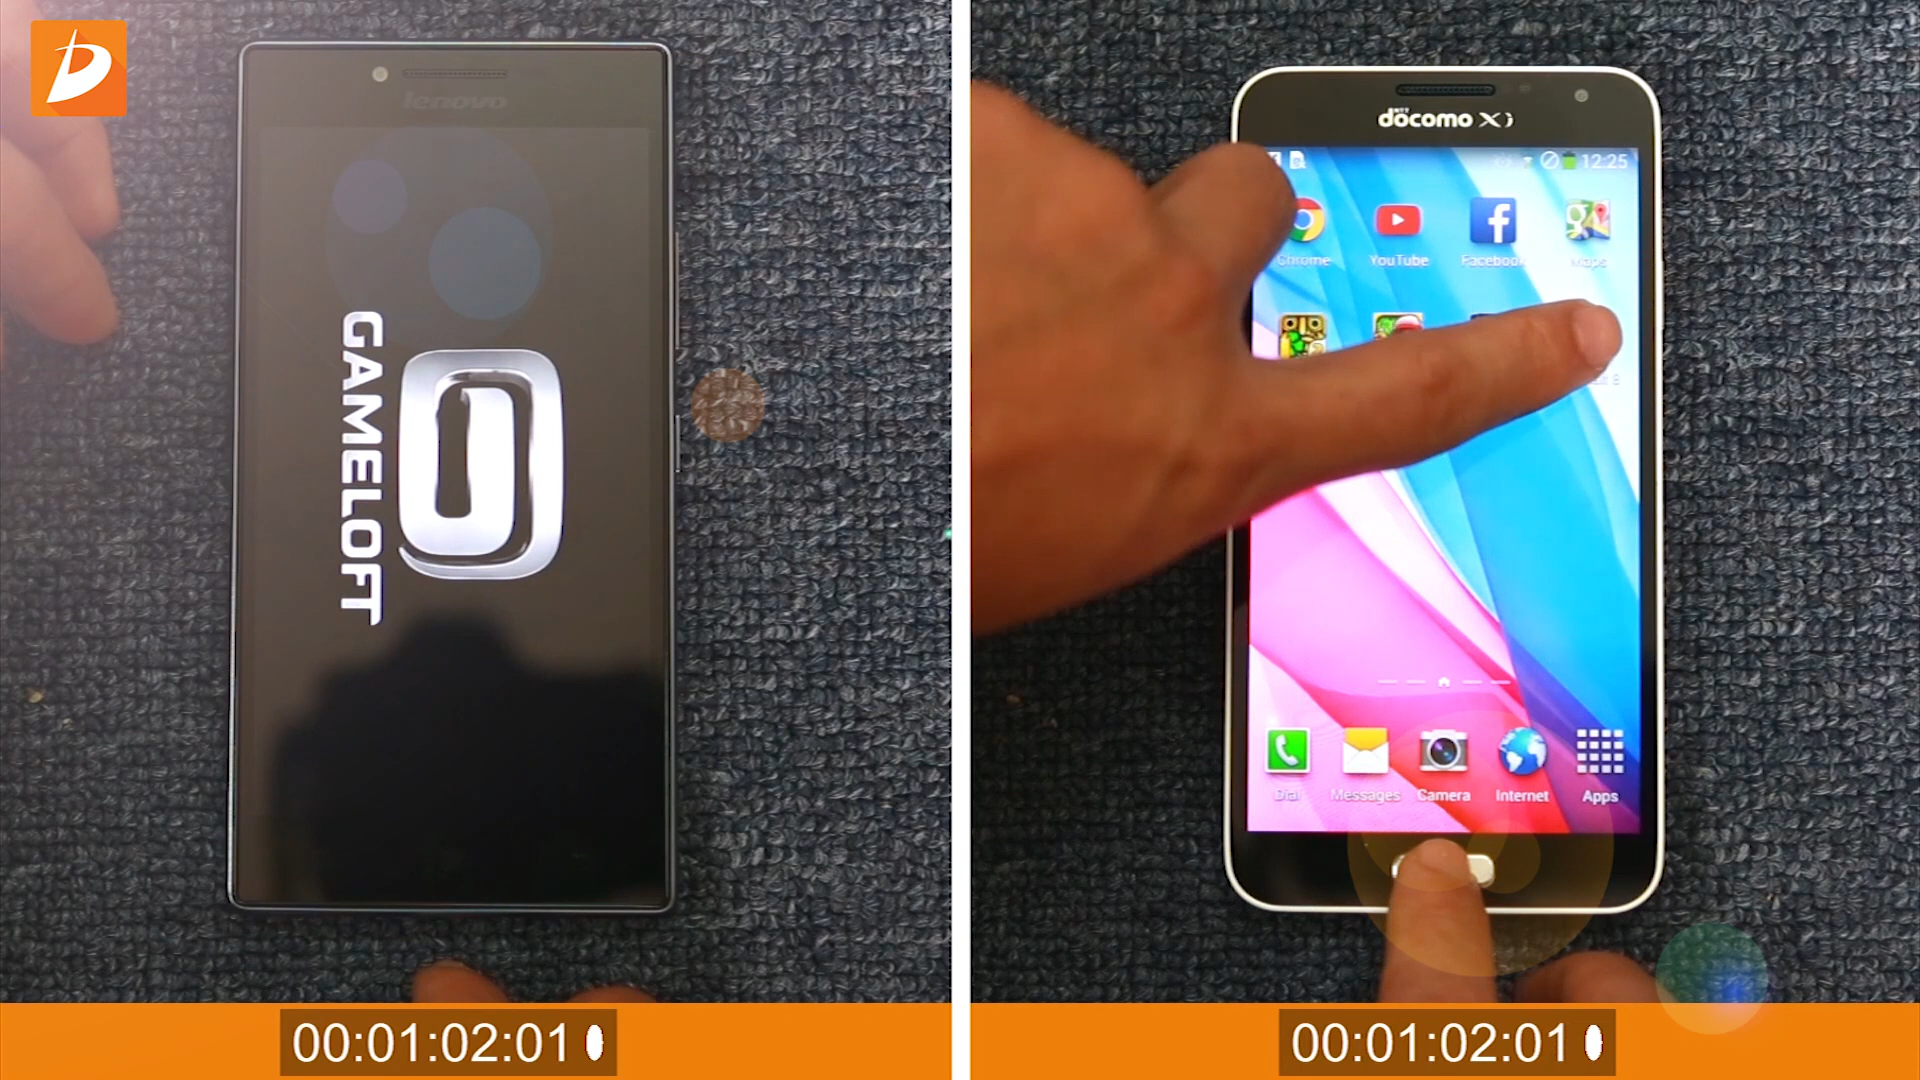 lenovo
GAMELOFT
00:01:02:01
NTT
docomo Xi
12:25
Chrome YouTube Facebook Maps
Dial Messages Camera Internet Apps
00:01:02:01